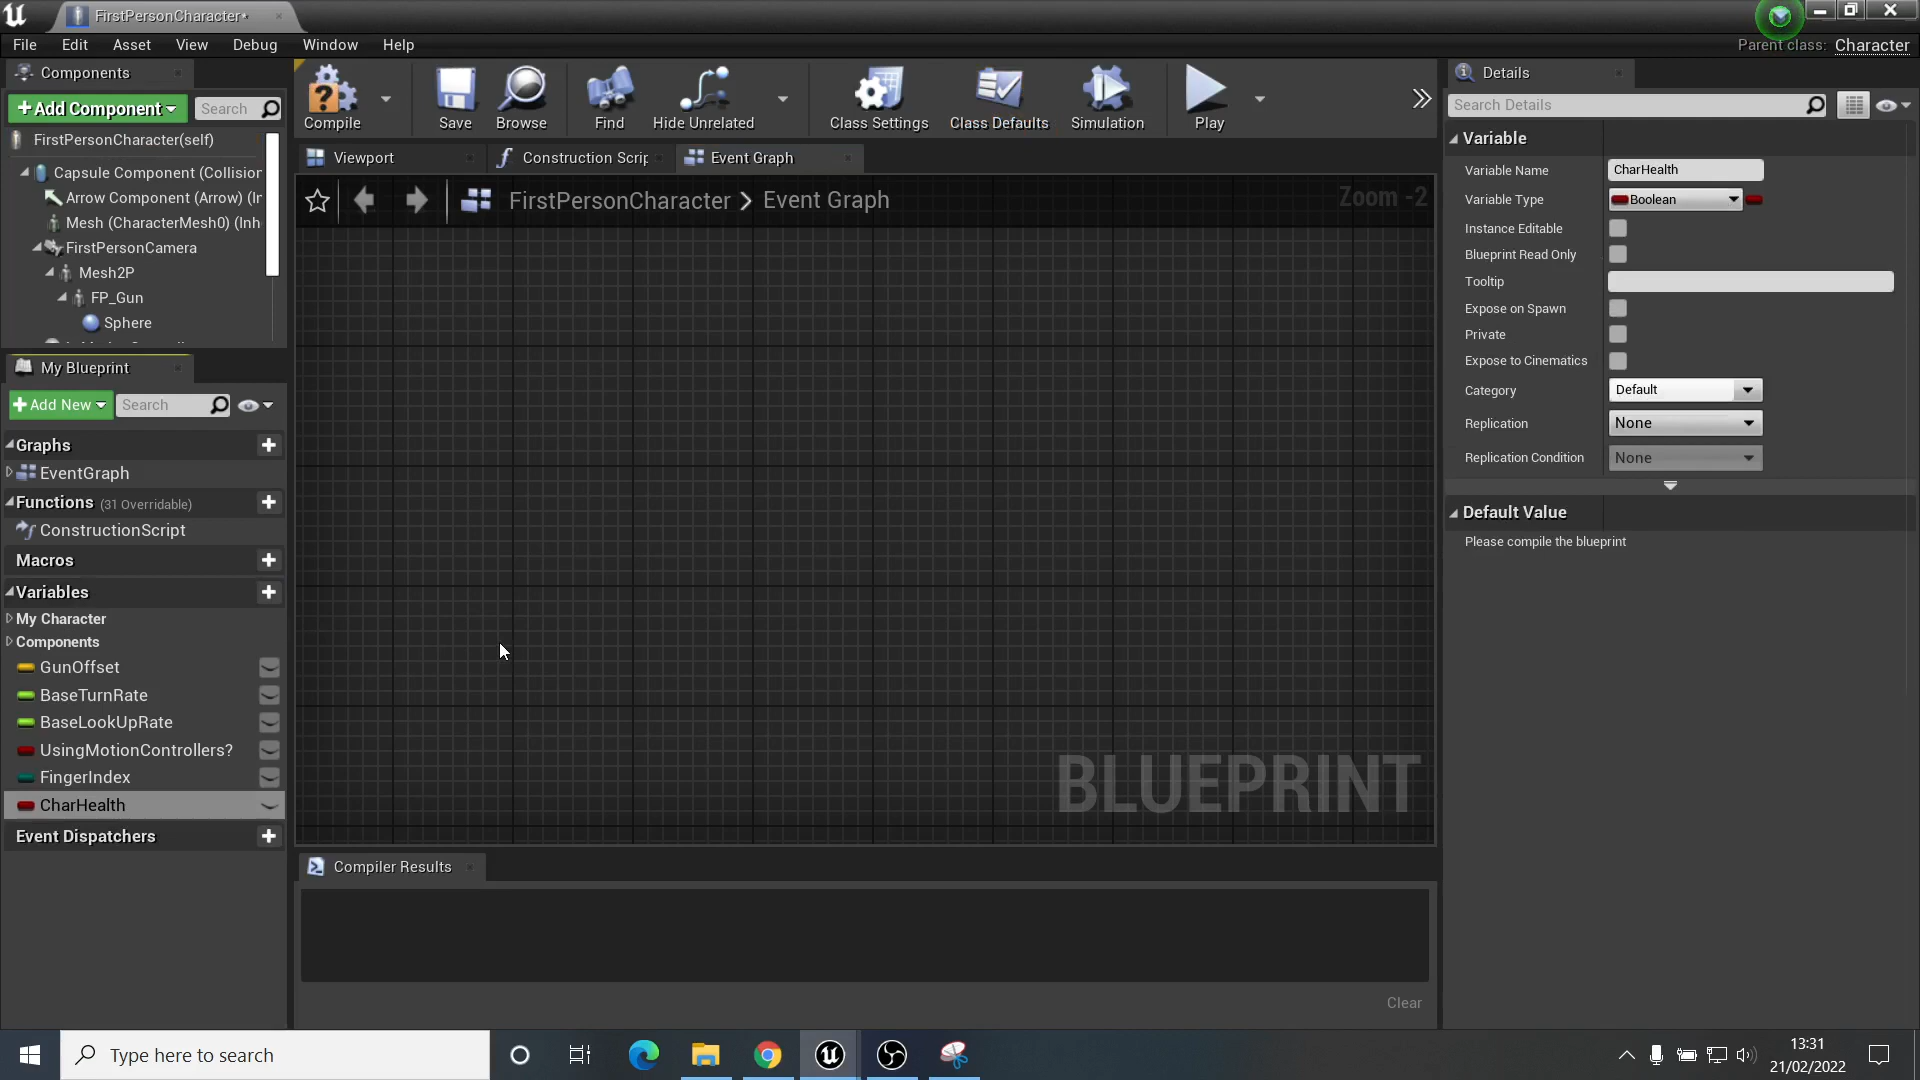 FirstPersonCharacter*
File Edit Asset View Debug Window Help
Parent class: Character
Components
Add Component
Search
FirstPersonCharacter(self)
Capsule Component (Collision
Arrow Component (Arrow) (Ir
Mesh (CharacterMesh0) (Inh
FirstPersonCamera
Mesh2P
FP_Gun
Sphere
My Blueprint
Add New
Search
Graphs
EventGraph
Functions (31 Overridable)
ConstructionScript
Macros
Variables
My Character
Components
GunOffset
BaseTurnRate
BaseLookUpRate
UsingMotionControllers?
FingerIndex
CharHealth
Event Dispatchers
Compile
Save
Browse
Find
Hide Unrelated
Class Settings
Class Defaults
Simulation
Play
Viewport
Construction Scrip
Event Graph
FirstPersonCharacter > Event Graph
Zoom -2
BLUEPRINT
Compiler Results
Clear
Details
Search Details
Variable
Variable Name CharHealth
Variable Type Boolean
Instance Editable
Blueprint Read Only
Tooltip
Expose on Spawn
Private
Expose to Cinematics
Category Default
Replication None
Replication Condition None
Default Value
Please compile the blueprint
Type here to search
13:31
21/02/2022